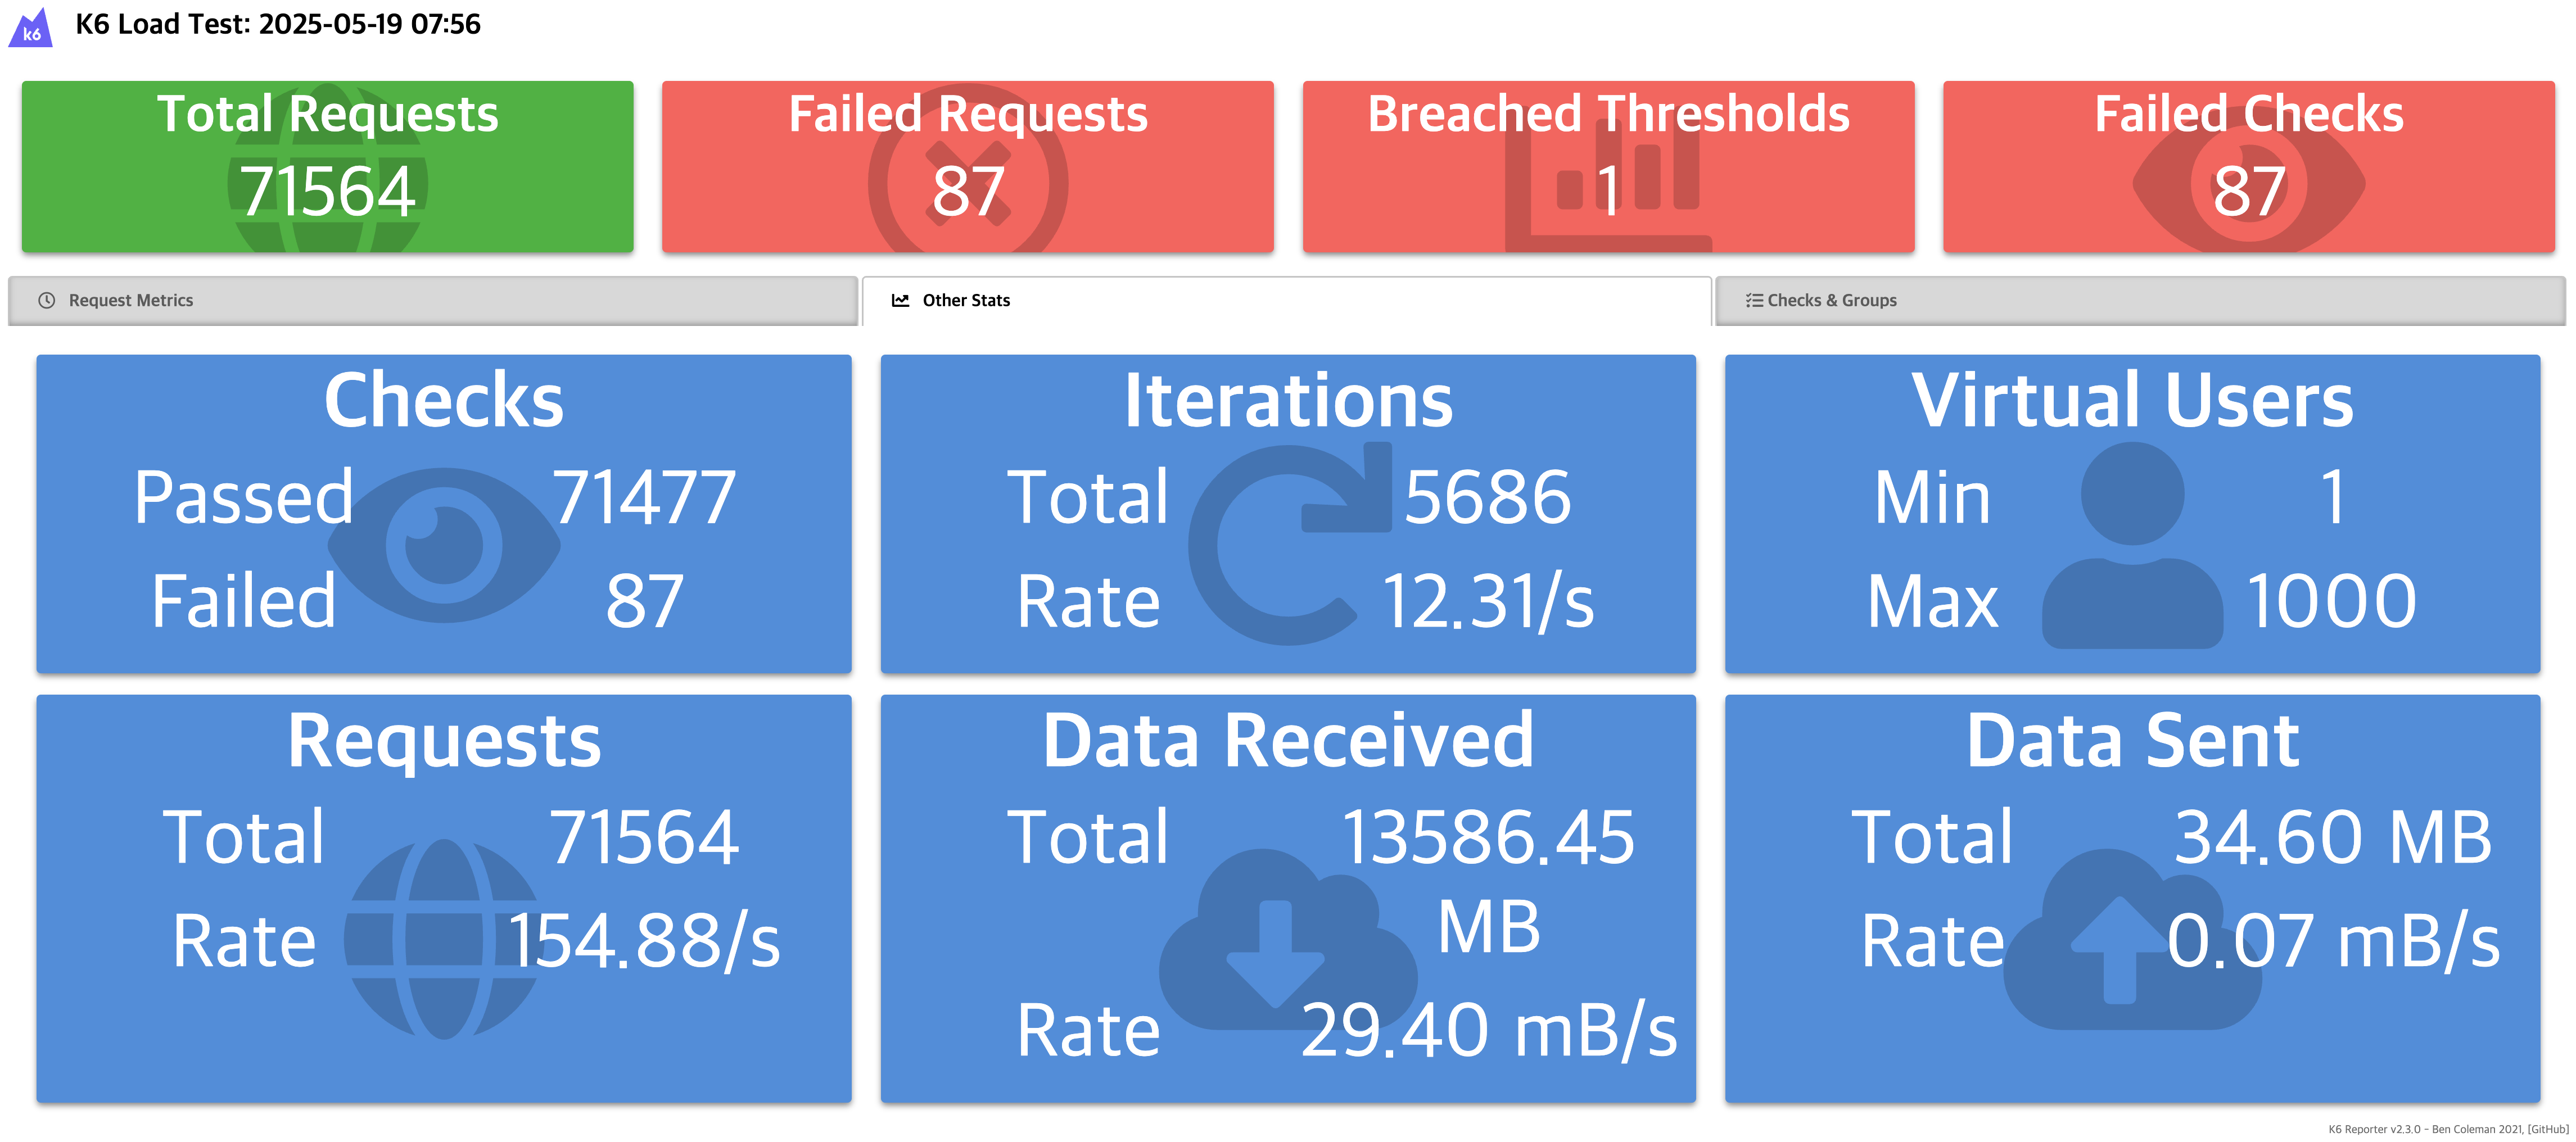 k6
K6 Load Test: 2025-05-19 07:56
Total Requests
71564
Failed Requests
87
Breached Thresholds
1
Failed Checks
87
Request Metrics
Other Stats
Checks & Groups
Checks
Passed 71477
Failed 87
Iterations
Total 5686
Rate 12.31/s
Virtual Users
Min 1
Max 1000
Requests
Total 71564
Rate 154.88/s
Data Received
Total 13586.45
MB
Rate 29.40 mB/s
Data Sent
Total 34.60 MB
Rate 0.07 mB/s
K6 Reporter v2.3.0 - Ben Coleman 2021, [GitHub]